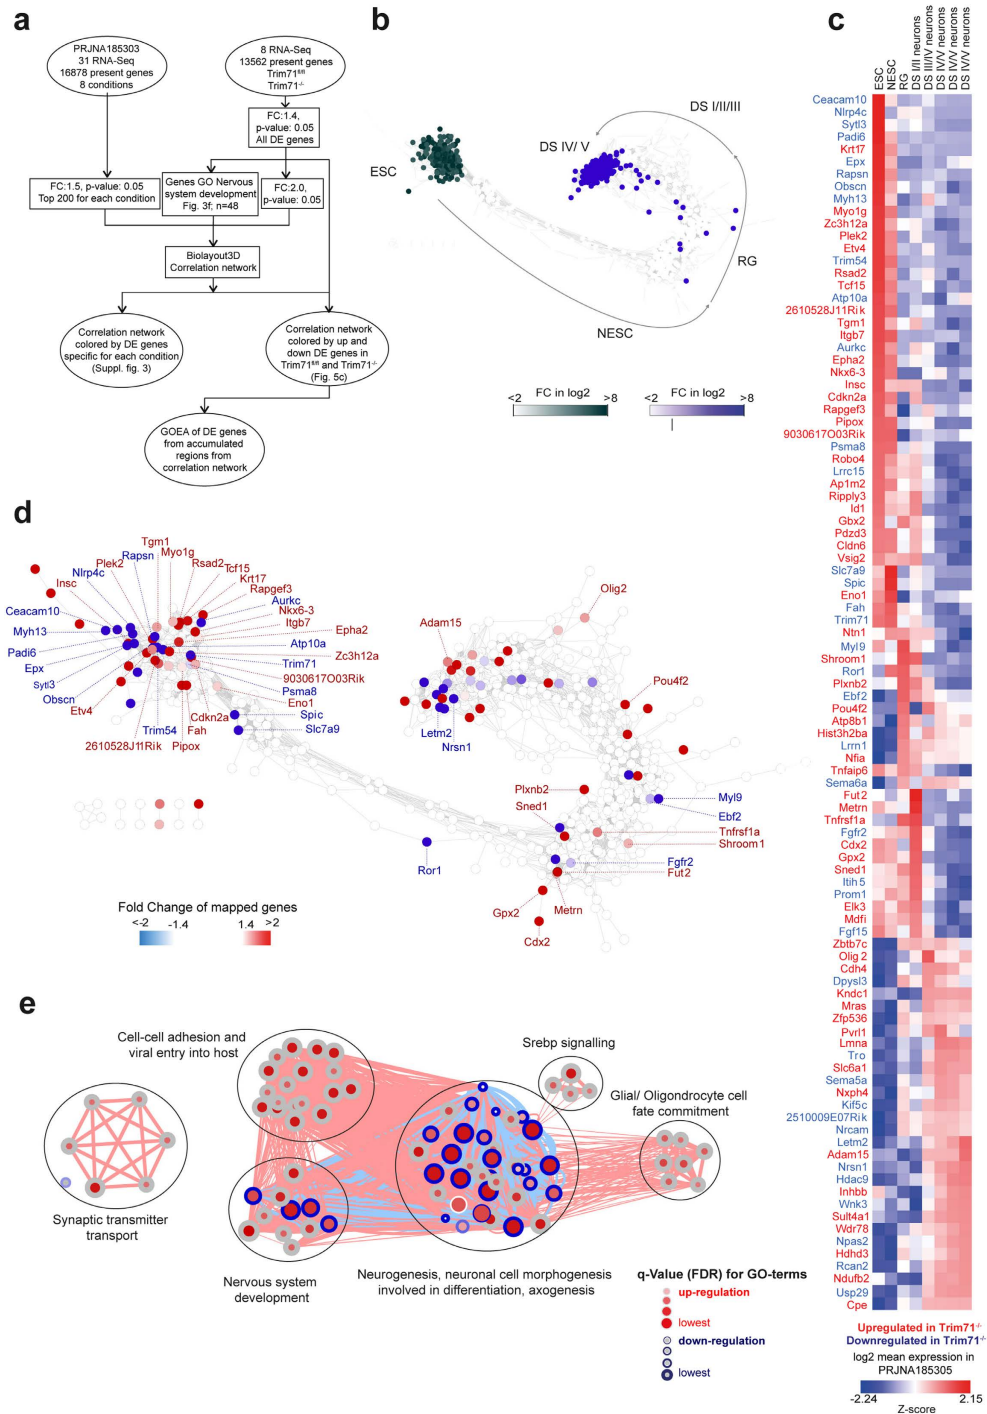 a
PRJNA185303
31 RNA-Seq
16878 present genes
8 conditions
8 RNA-Seq
13562 present genes
Trim71fl/fl
Trim71-/-
FC:1.4,
p-value: 0.05
All DE genes
FC:1.5, p-value: 0.05
Top 200 for each condition
Genes GO Nervous
system development
Fig. 3f; n=48
FC:2.0,
p-value: 0.05
Biolayout3D
Correlation network
Correlation network
colored by DE genes
specific for each condition
(Suppl. fig. 3)
Correlation network
colored by up and
down DE genes in
Trim71fl/fl and Trim71-/-
(Fig. 5c)
GOEA of DE genes
from accumulated
regions from
correlation network
b
ESC
DS IV/ V
DS I/II/III
RG
NESC
FC in log2
<2
>8
FC in log2
<2
>8
c
ESC
NESC
RG
DS I/II neurons
DS III/IV neurons
DS IV/V neurons
DS IV/V neurons
DS IV/V neurons
Ceacam10
Nlrp4c
Sytl3
Padi6
Krt17
Epx
Rapsn
Obscn
Myh13
Myo1g
Zc3h12a
Plek2
Etv4
Trim54
Rsad2
Tcf15
Atp10a
2610528J11Rik
Tgm1
Itgb7
Aurkc
Epha2
Nkx6-3
Insc
Cdkn2a
Rapgef3
Pipox
9030617O03Rik
Psma8
Robo4
Lrrc15
Ap1m2
Ripply3
Id1
Gbx2
Pdzd3
Cldn6
Vsig2
Slc7a9
Spic
Eno1
Fah
Trim71
Ntn1
Myl9
Shroom1
Ror1
Plxnb2
Ebf2
Pou4f2
Atp8b1
Hist3h2ba
Lrrn1
Nfia
Tnfaip6
Sema6a
Fut2
Metrn
Tnfrsf1a
Fgfr2
Cdx2
Gpx2
Sned1
Itih5
Prom1
Elk3
Mdfi
Fgf15
Zbtb7c
Olig 2
Cdh4
Dpysl3
Kndc1
Mras
Zfp536
Pvrl1
Lmna
Tro
Slc6a1
Sema5a
Nxph4
Kif5c
2510009E07Rik
Nrcam
Letm2
Adam15
Nrsn1
Hdac9
Inhbb
Wnk3
Sult4a1
Wdr78
Npas2
Hdhd3
Rcan2
Ndufb2
Usp29
Cpe
Upregulated in Trim71-/-
Downregulated in Trim71-/-
log2 mean expression in
PRJNA185305
-2.24
2.15
Z-score
d
Tgm1
Myo1g
Rapsn
Rsad2
Tcf15
Plek2
Krt17
Nlrp4c
Rapgef3
Insc
Aurkc
Ceacam10
Nkx6-3
Itgb7
Myh13
Epha2
Padi6
Atp10a
Zc3h12a
Epx
Trim71
9030617O03Rik
Sytl3
Psma8
Obscn
Eno1
Etv4
Cdkn2a
Spic
Trim54
Fah
Slc7a9
2610528J11Rik
Pipox
Olig2
Adam15
Pou4f2
Letm2
Nrsn1
Plxnb2
Myl9
Sned1
Ebf2
Tnfrsf1a
Shroom1
Ror1
Fgfr2
Fut2
Gpx2
Metrn
Cdx2
Fold Change of mapped genes
<-2
-1.4
1.4
>2
e
Cell-cell adhesion and
viral entry into host
Srebp signalling
Glial/ Oligondrocyte cell
fate commitment
Synaptic transmitter
transport
Nervous system
development
Neurogenesis, neuronal cell morphogenesis
involved in differentiation, axogenesis
q-Value (FDR) for GO-terms
up-regulation
lowest
down-regulation
lowest